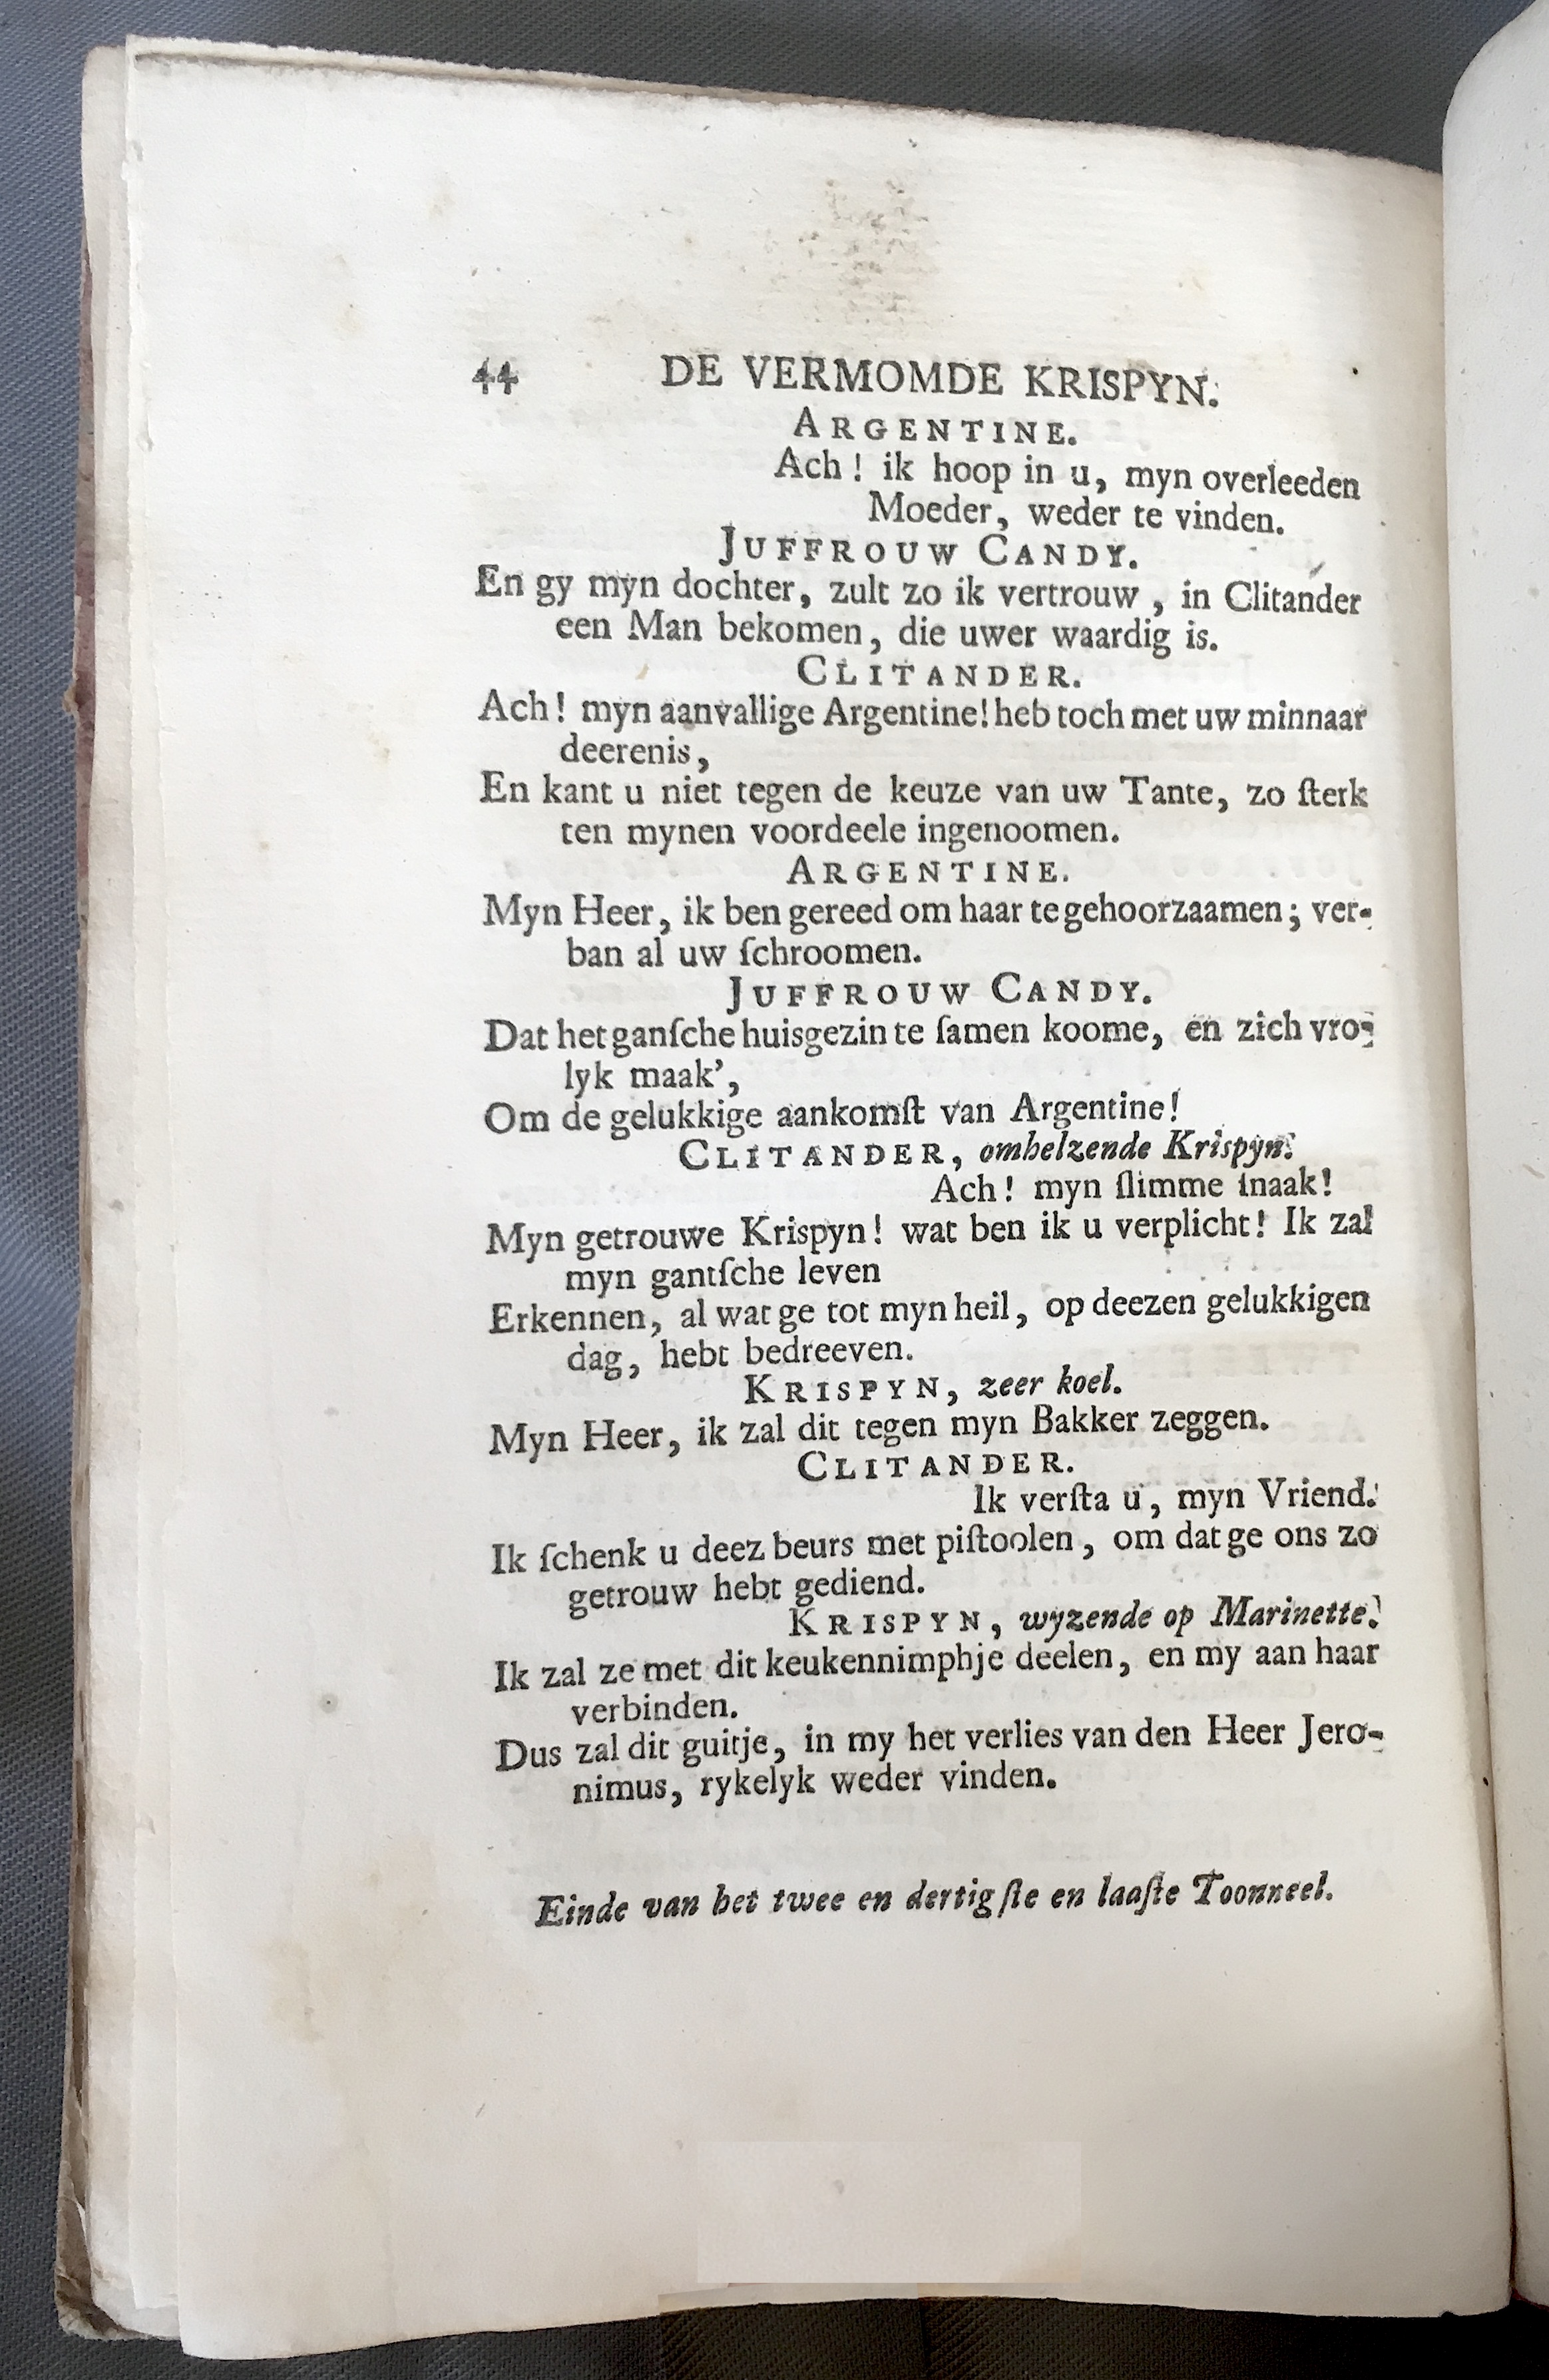 44 DE VERMOMDE KRISPYN.
ARGENTINE.
Ach! ik hoop in u, myn overleeden
Moeder, weder te vinden.
JUFFROUW CANDY.
En gy myn dochter, zult zo ik vertrouw, in Clitander
een Man bekomen, die uwer waardig is.
CLITANDER.
Ach! myn aanvallige Argentine! heb toch met uw minnaar
deerenis,
En kant u niet tegen de keuze van uw Tante, zo ſterk
ten mynen voordeele ingenoomen.
ARGENTINE.
Myn Heer, ik ben gereed om haar te gehoorzaamen; ver-
ban al uw ſchroomen.
JUFFROUW CANDY.
Dat het ganſche huisgezin te ſamen koome, en zich vro-
lyk maak',
Om de gelukkige aankomſt van Argentine!
CLITANDER, omhelzende Krispyn.
Ach! myn ſlimme ſnaak!
Myn getrouwe Krispyn! wat ben ik u verplicht! Ik zal
myn gantſche leven
Erkennen, al wat ge tot myn heil, op deezen gelukkigen
dag, hebt bedreeven.
KRISPYN, zeer koel.
Myn Heer, ik zal dit tegen myn Bakker zeggen.
CLITANDER.
Ik verſta u, myn Vriend.
Ik ſchenk u deez beurs met piſtoolen, om dat ge ons zo
getrouw hebt gediend.
KRISPYN, wyzende op Marinette.
Ik zal ze met dit keukennimphje deelen, en my aan haar
verbinden.
Dus zal dit guitje, in my het verlies van den Heer Jero-
nimus, rykelyk weder vinden.
Einde van het twee en dertigſte en laaſte Toonneel.